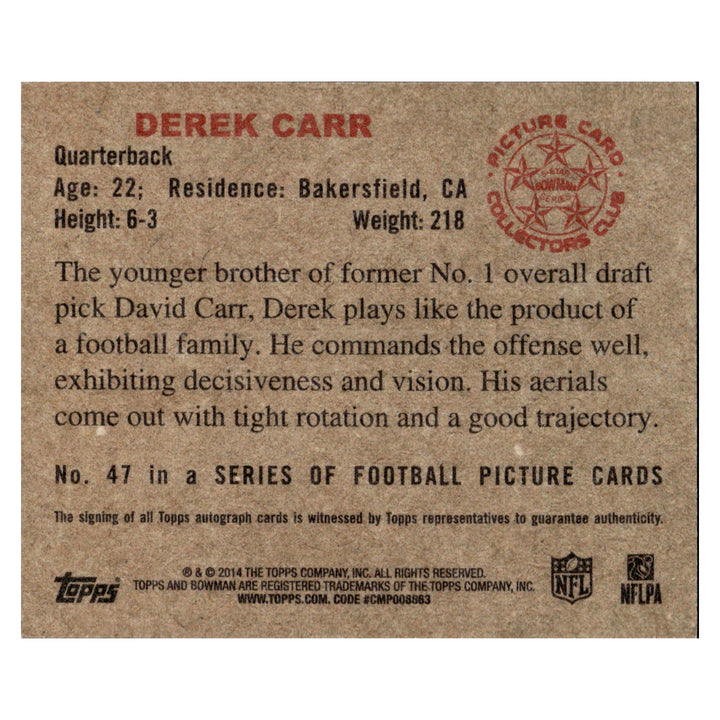 DEREK CARR
Quarterback
Age: 22; Residence: Bakersfield, CA
Height: 6-3 Weight: 218
PICTURE CARD
5-STAR
BOWMAN
SERIES
COLLECTORS CLUB
The younger brother of former No. 1 overall draft
pick David Carr, Derek plays like the product of
a football family. He commands the offense well,
exhibiting decisiveness and vision. His aerials
come out with tight rotation and a good trajectory.
No. 47 in a SERIES OF FOOTBALL PICTURE CARDS
The signing of all Topps autograph cards is witnessed by Topps representatives to guarantee authenticity.
Topps
® & © 2014 THE TOPPS COMPANY, INC. ALL RIGHTS RESERVED.
TOPPS AND BOWMAN ARE REGISTERED TRADEMARKS OF THE TOPPS COMPANY, INC.
WWW.TOPPS.COM. CODE #CMP008863
NFL
NFLPA